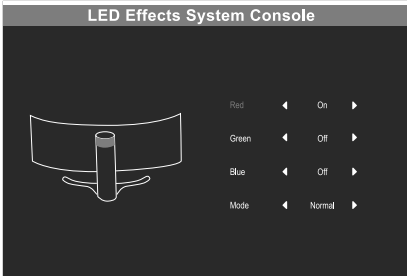 LED Effects System Console
Red On
Green Off
Blue Off
Mode Normal